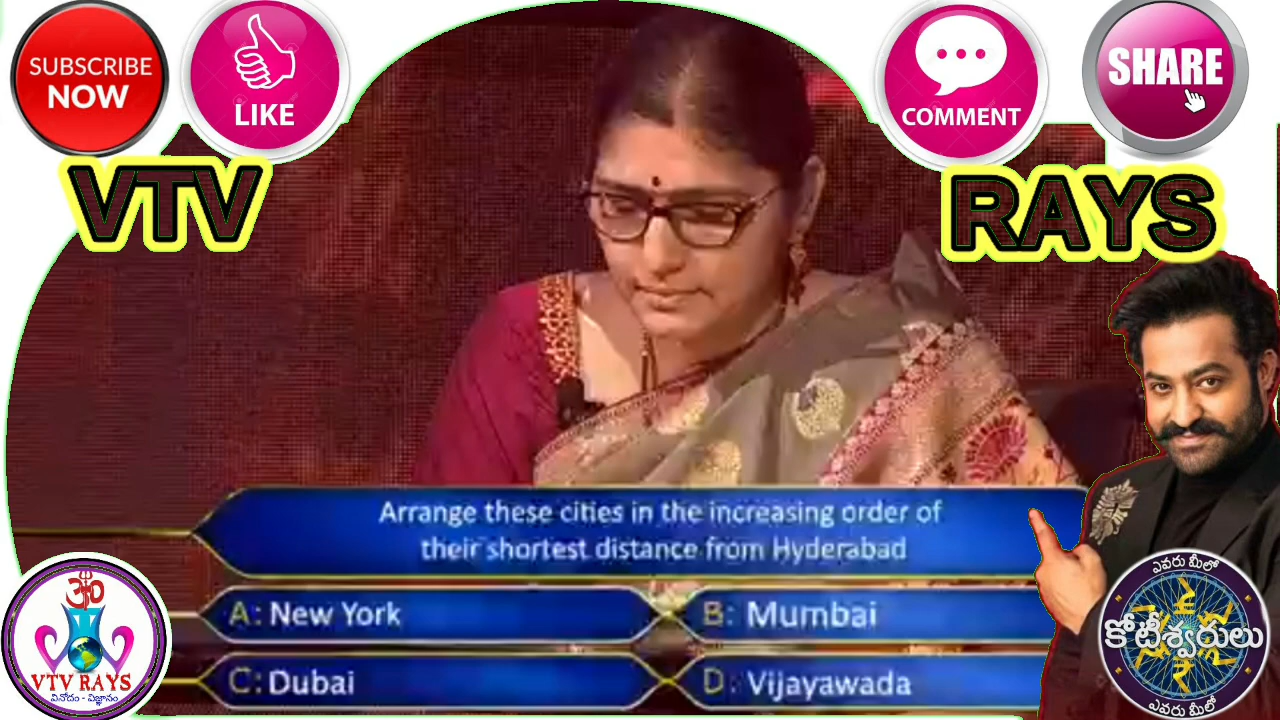 SUBSCRIBE
NOW
LIKE
COMMENT
SHARE
VTV
RAYS
Arrange these cities in the increasing order of
their shortest distance from Hyderabad
A: New York
B: Mumbai
C: Dubai
D: Vijayawada
ॐ
VTV RAYS
వినోదం - విజ్ఞానం
ఎవరు మీలో
కోటీశ్వరులు
ఎవరు మీలో